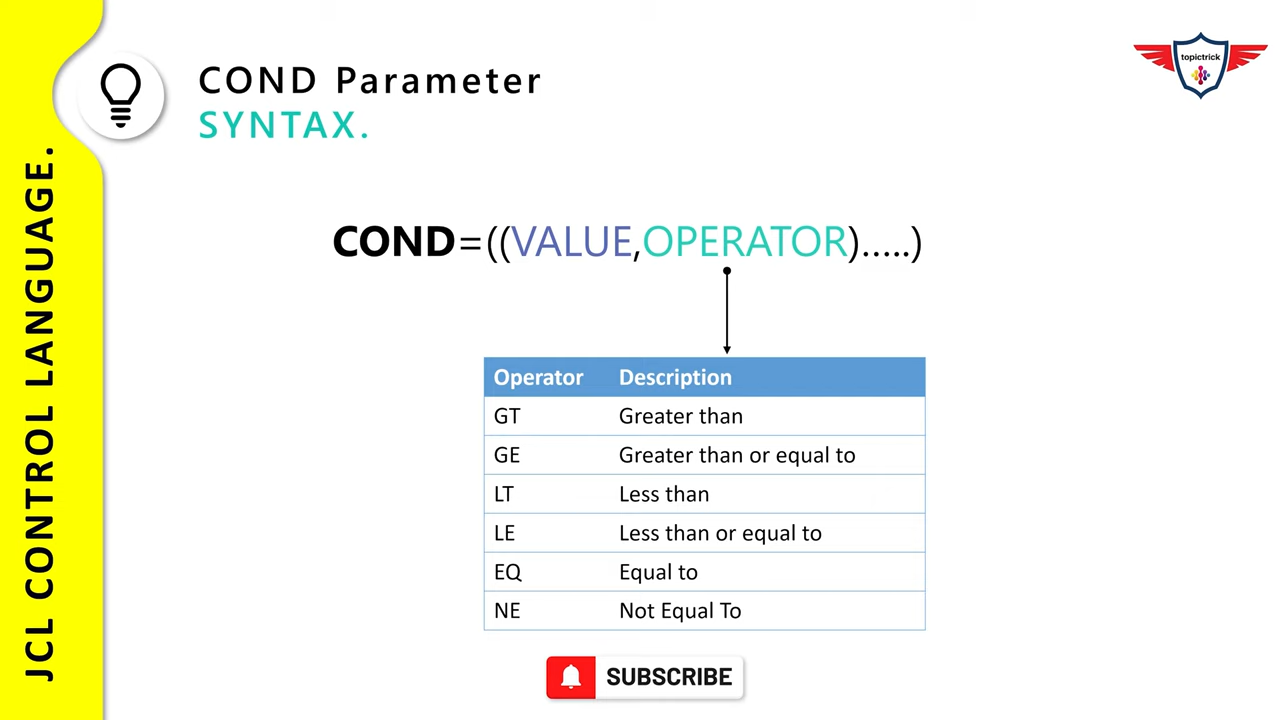 COND Parameter
SYNTAX.
topictrick
JCL CONTROL LANGUAGE.
COND=((VALUE,OPERATOR).....)
Operator Description
GT Greater than
GE Greater than or equal to
LT Less than
LE Less than or equal to
EQ Equal to
NE Not Equal To
SUBSCRIBE